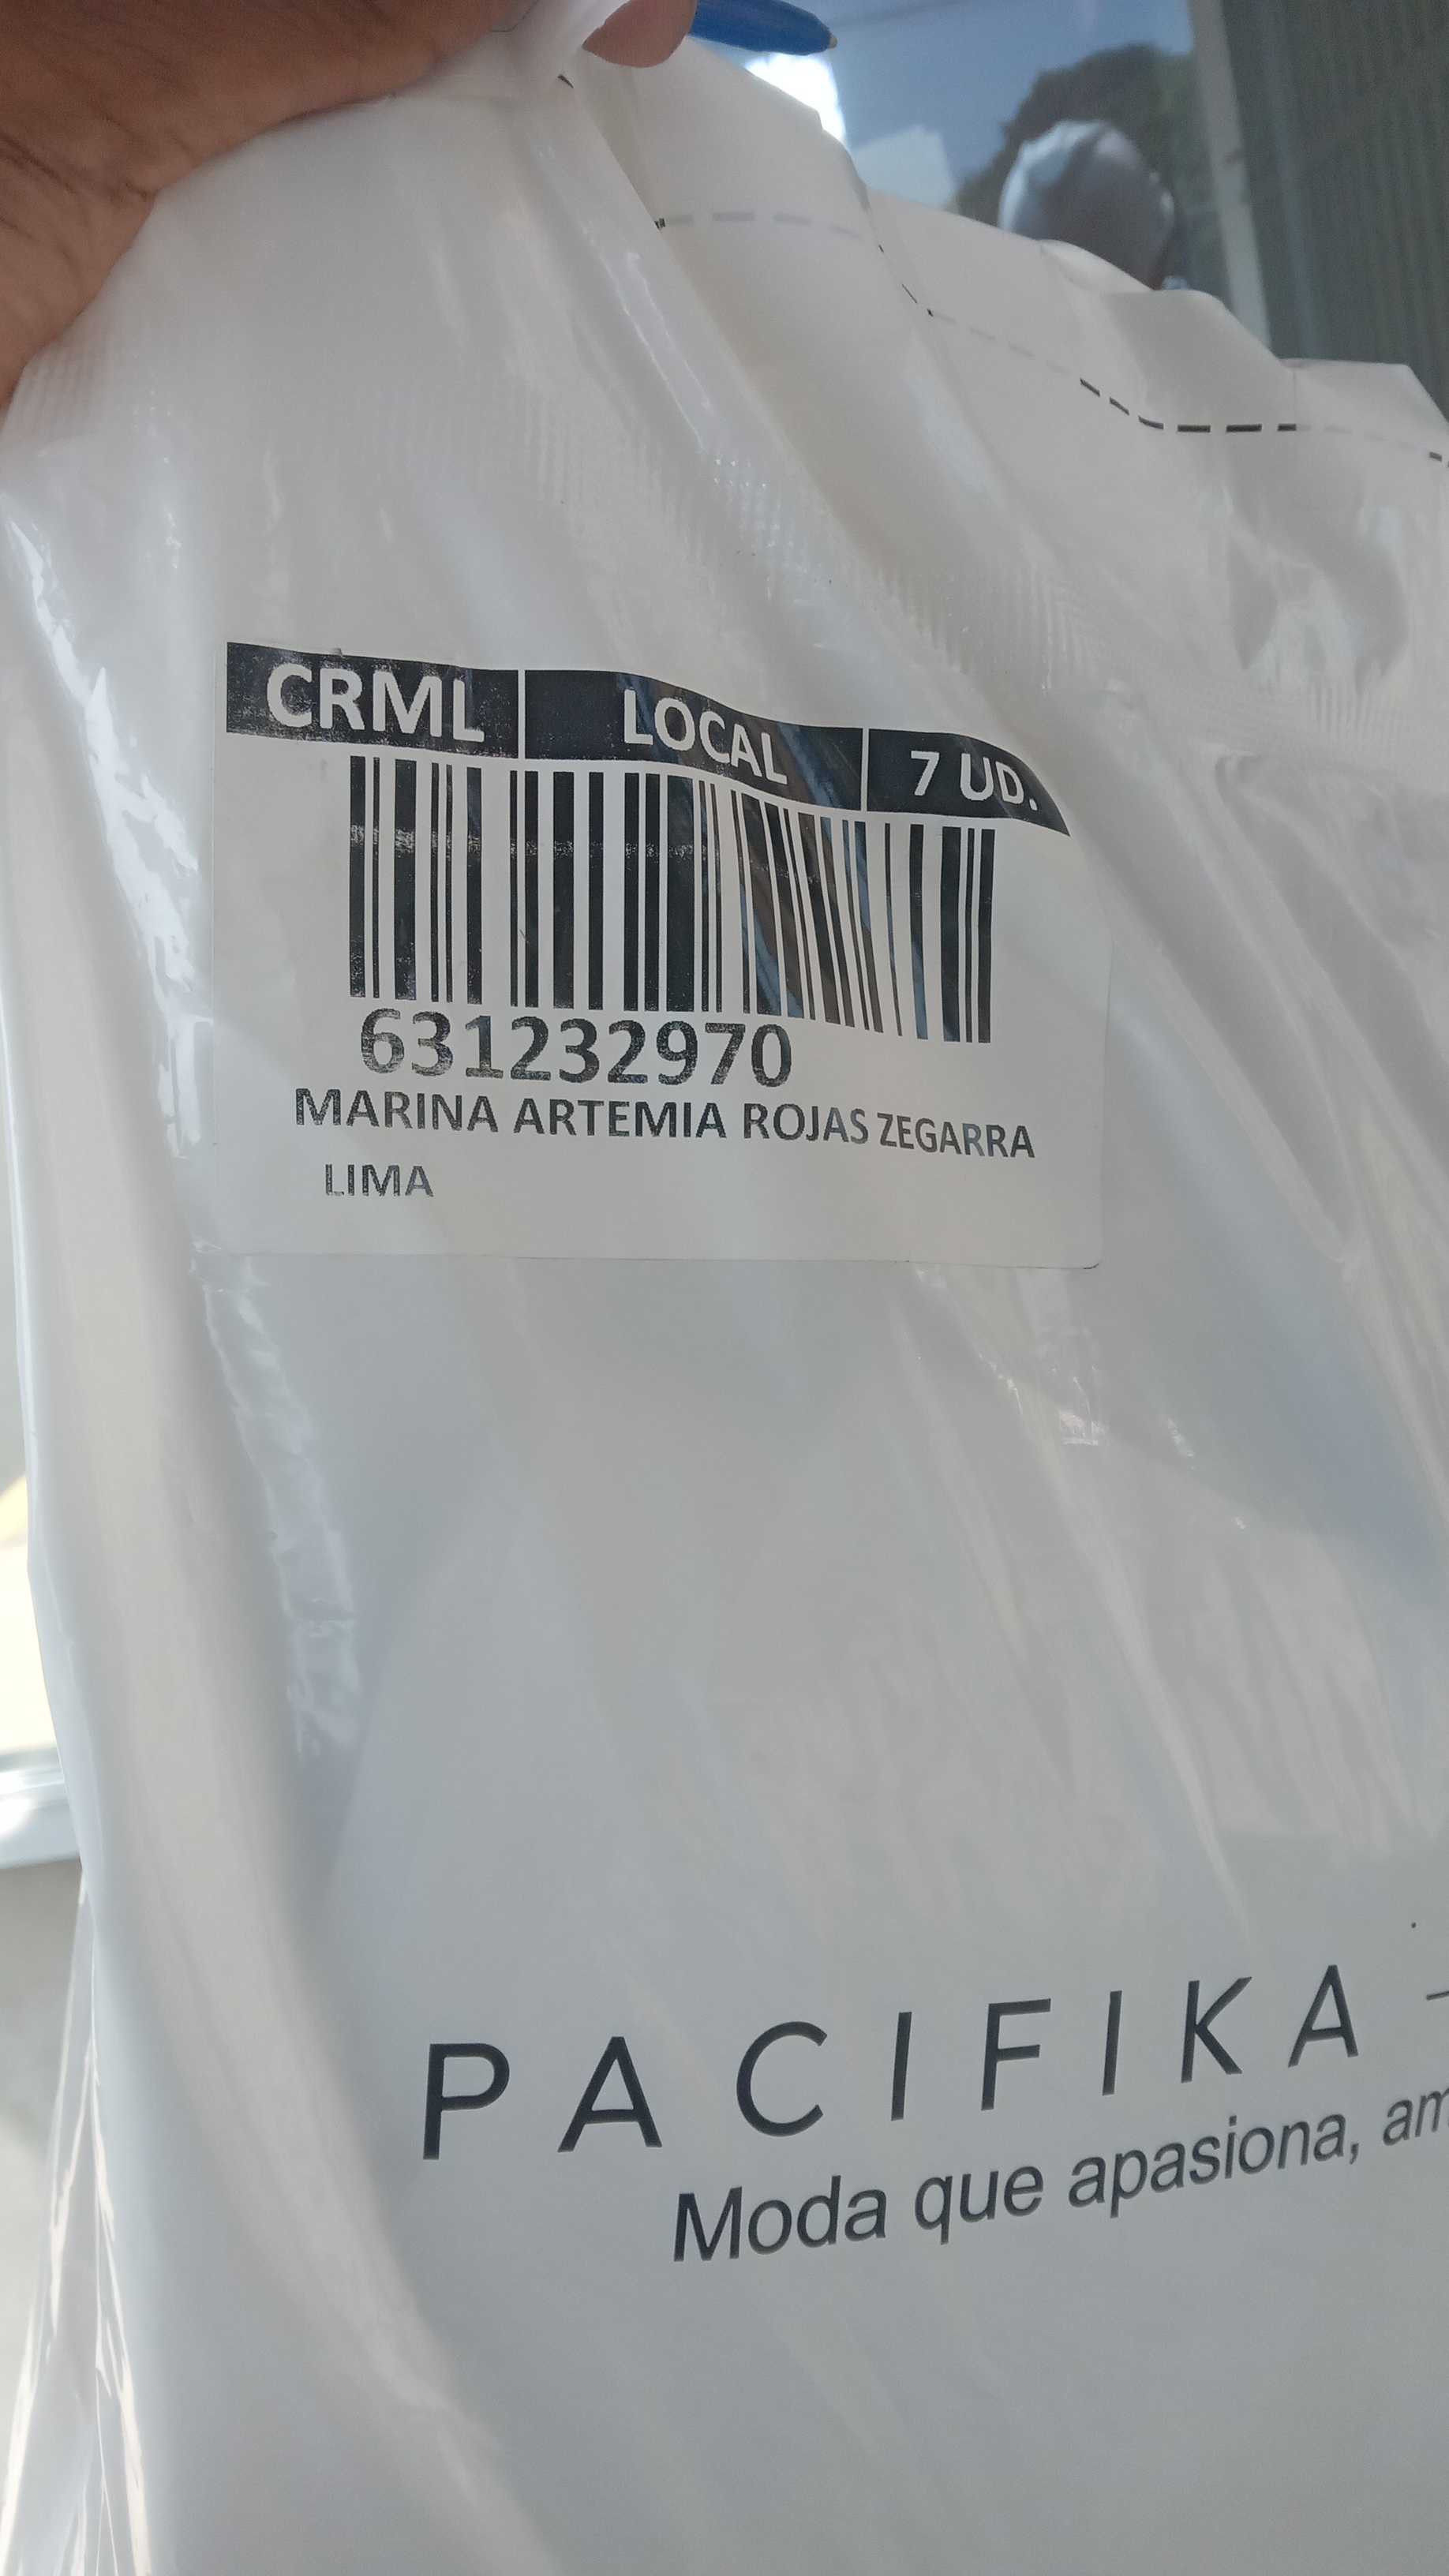 CRML LOCAL 7 UD.
631232970
MARINA ARTEMIA ROJAS ZEGARRA
LIMA
PACIFIKA
Moda que apasiona,